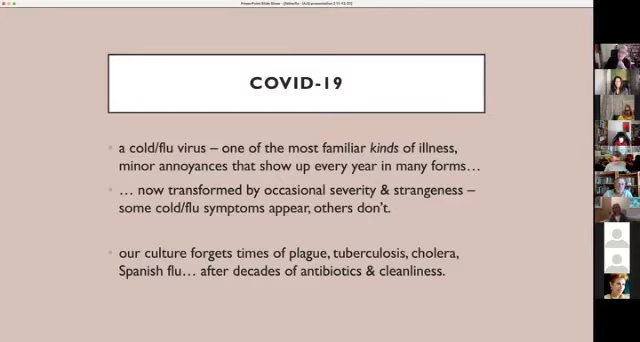 COVID-19
a cold/flu virus – one of the most familiar kinds of illness,
minor annoyances that show up every year in many forms…
… now transformed by occasional severity & strangeness –
some cold/flu symptoms appear, others don't.
our culture forgets times of plague, tuberculosis, cholera,
Spanish flu… after decades of antibiotics & cleanliness.